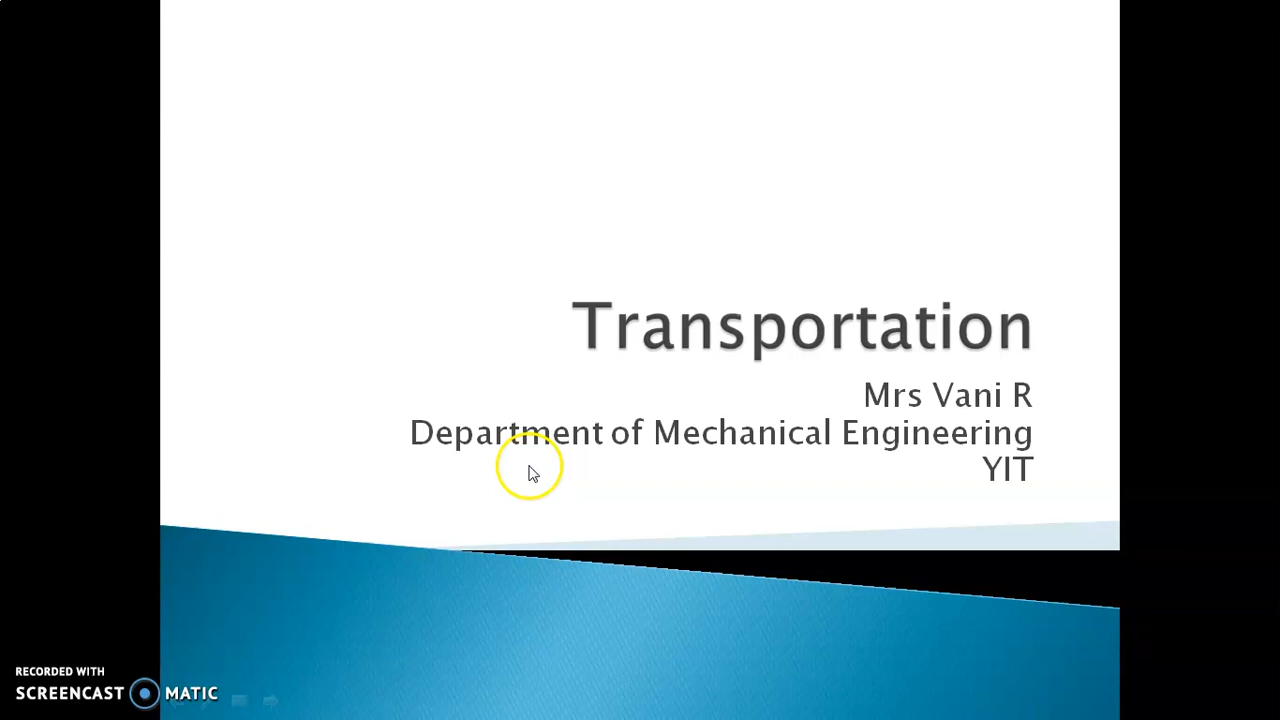 Transportation
Mrs Vani R
Department of Mechanical Engineering
YIT
RECORDED WITH
SCREENCAST MATIC